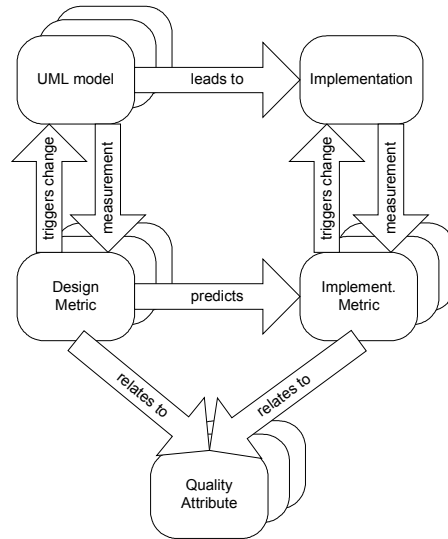 UML model
leads to
Implementation
triggers change
measurement
triggers change
measurement
Design
Metric
predicts
Implement.
Metric
relates to
relates to
Quality
Attribute